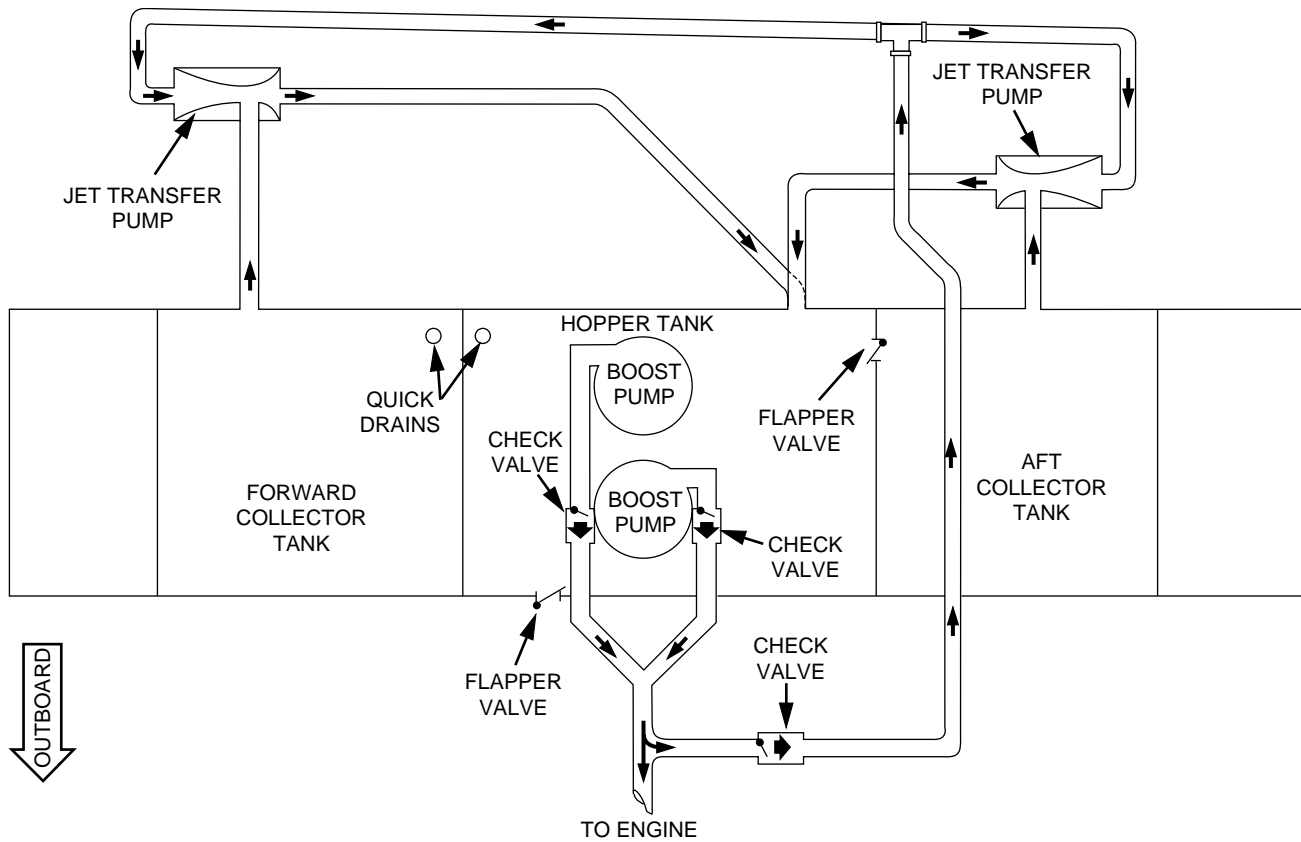 JET TRANSFER
PUMP
JET TRANSFER
PUMP
HOPPER TANK
BOOST
PUMP
QUICK
DRAINS
FLAPPER
VALVE
CHECK
VALVE
FORWARD
COLLECTOR
TANK
BOOST
PUMP
AFT
COLLECTOR
TANK
CHECK
VALVE
CHECK
VALVE
FLAPPER
VALVE
OUTBOARD
TO ENGINE